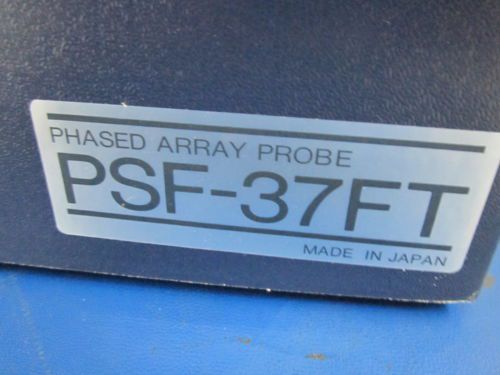 PHASED ARRAY PROBE
PSF-37FT
MADE IN JAPAN